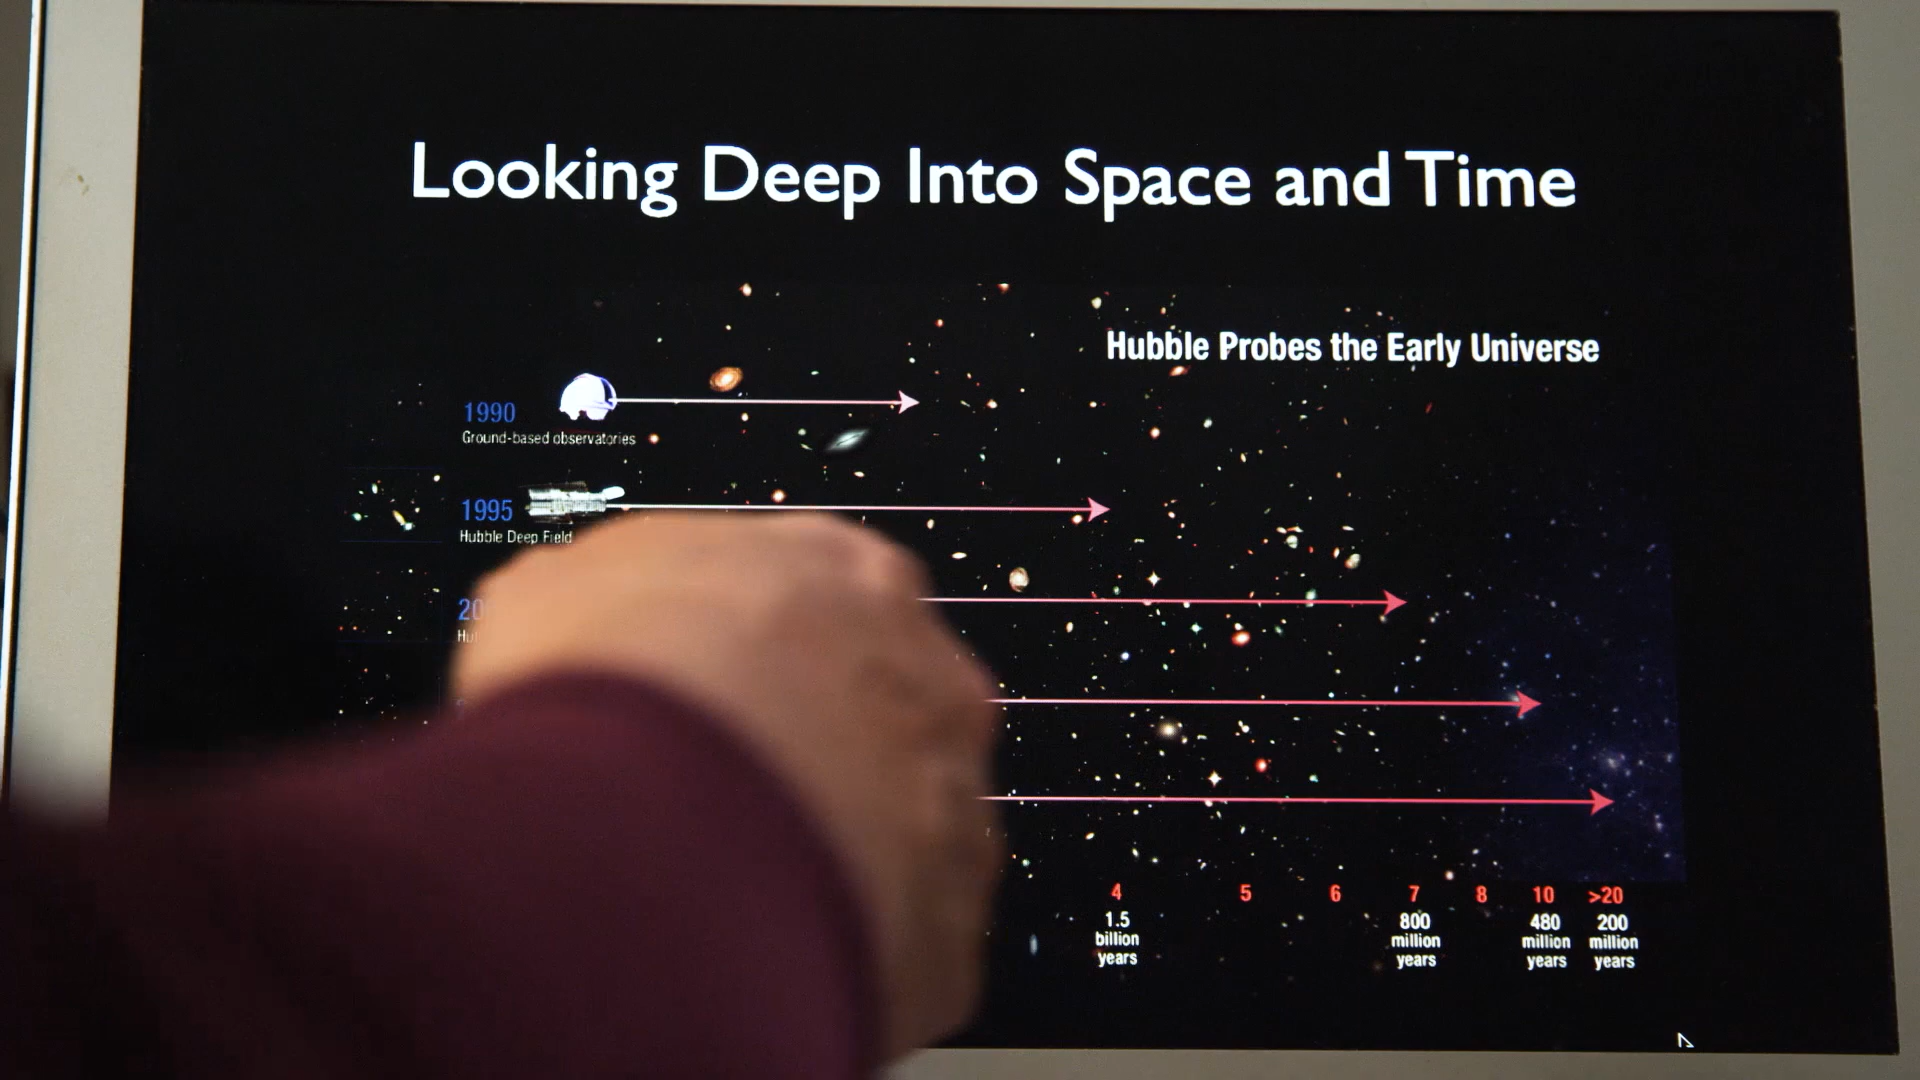 Looking Deep Into Space and Time
Hubble Probes the Early Universe
1990
Ground-based observatories
1995
Hubble Deep Field
4 5 6 7 8 10 >20
1.5 800 480 200
billion million million million
years years years years